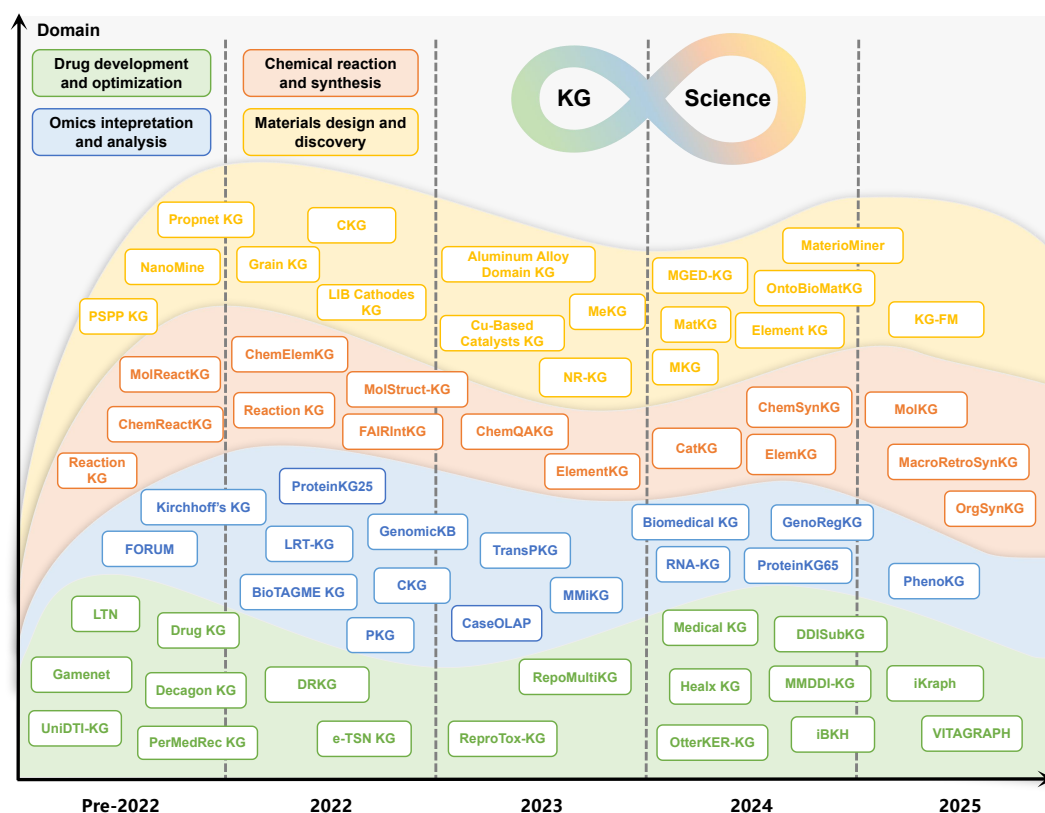 Domain
Drug development
and optimization
Chemical reaction
and synthesis
Omics intepretation
and analysis
Materials design and
discovery
KG
Science
Propnet KG
CKG
NanoMine
Grain KG
LIB Cathodes
KG
PSPP KG
Aluminum Alloy
Domain KG
MeKG
Cu-Based
Catalysts KG
NR-KG
MaterioMiner
MGED-KG
OntoBioMatKG
MatKG
Element KG
MKG
KG-FM
MolReactKG
ChemElemKG
MolStruct-KG
ChemReactKG
Reaction KG
FAIRIntKG
Reaction
KG
ChemQAKG
ElementKG
ChemSynKG
CatKG
ElemKG
MolKG
MacroRetroSynKG
OrgSynKG
Kirchhoff's KG
ProteinKG25
FORUM
LRT-KG
GenomicKB
BioTAGME KG
CKG
PKG
TransPKG
MMiKG
CaseOLAP
Biomedical KG
GenoRegKG
RNA-KG
ProteinKG65
PhenoKG
LTN
Drug KG
Gamenet
Decagon KG
UniDTI-KG
PerMedRec KG
DRKG
e-TSN KG
RepoMultiKG
ReproTox-KG
Medical KG
DDISubKG
Healx KG
MMDDI-KG
OtterKER-KG
iBKH
iKraph
VITAGRAPH
Pre-2022
2022
2023
2024
2025